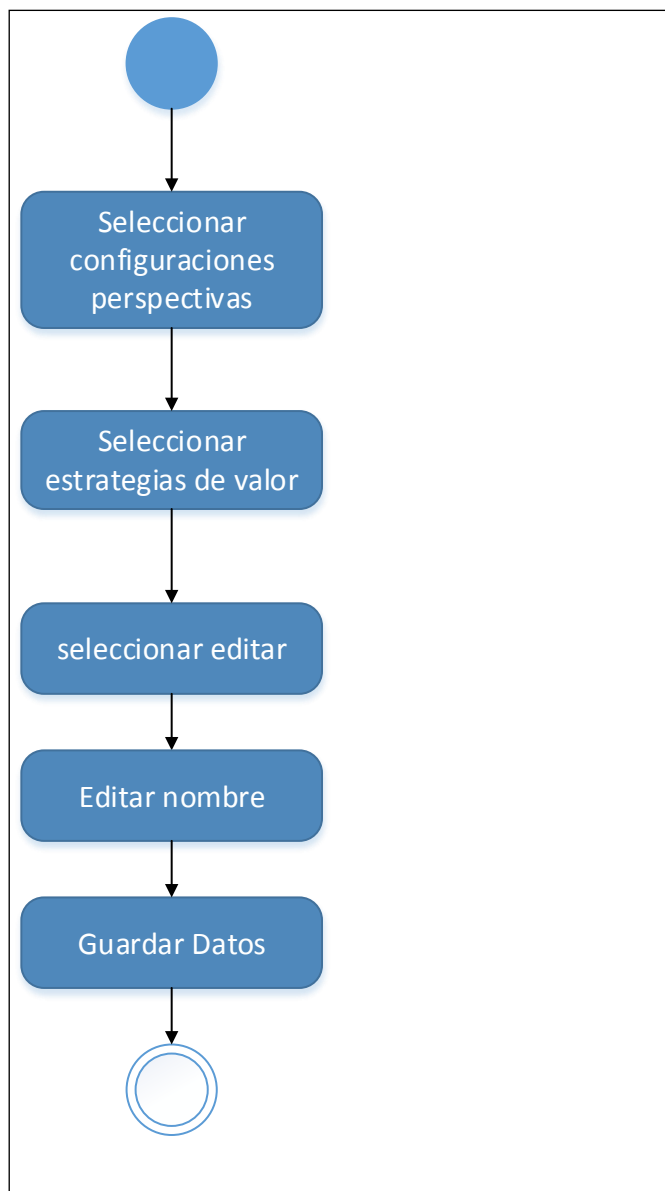 Seleccionar
configuraciones
perspectivas
Seleccionar
estrategias de valor
seleccionar editar
Editar nombre
Guardar Datos